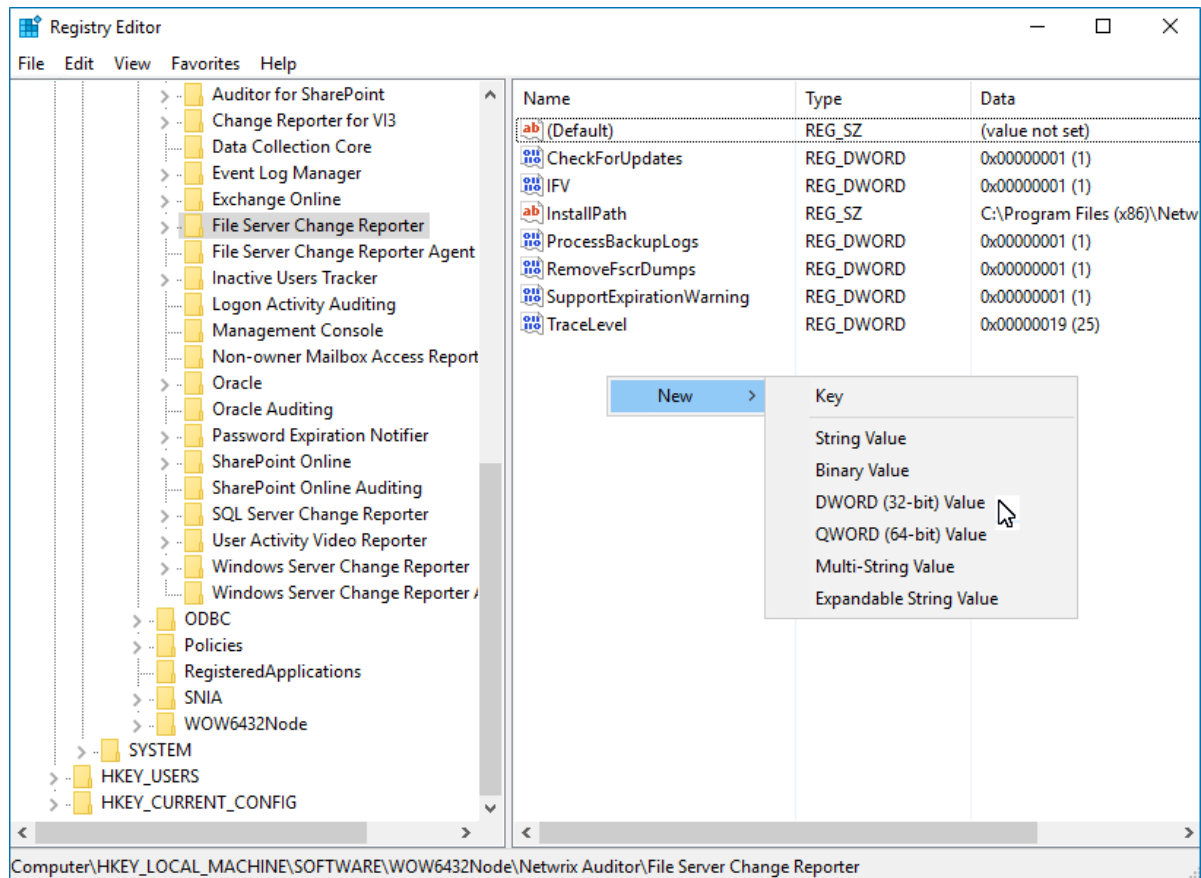 Registry Editor
File Edit View Favorites Help
Auditor for SharePoint
Change Reporter for VI3
Data Collection Core
Event Log Manager
Exchange Online
File Server Change Reporter
File Server Change Reporter Agent
Inactive Users Tracker
Logon Activity Auditing
Management Console
Non-owner Mailbox Access Report
Oracle
Oracle Auditing
Password Expiration Notifier
SharePoint Online
SharePoint Online Auditing
SQL Server Change Reporter
User Activity Video Reporter
Windows Server Change Reporter
Windows Server Change Reporter
ODBC
Policies
RegisteredApplications
SNIA
WOW6432Node
SYSTEM
HKEY_USERS
HKEY_CURRENT_CONFIG
Name Type Data
(Default) REG_SZ (value not set)
CheckForUpdates REG_DWORD 0x00000001 (1)
IFV REG_DWORD 0x00000001 (1)
InstallPath REG_SZ C:\Program Files (x86)\Netw
ProcessBackupLogs REG_DWORD 0x00000001 (1)
RemoveFscrDumps REG_DWORD 0x00000001 (1)
SupportExpirationWarning REG_DWORD 0x00000001 (1)
TraceLevel REG_DWORD 0x00000019 (25)
New
Key
String Value
Binary Value
DWORD (32-bit) Value
QWORD (64-bit) Value
Multi-String Value
Expandable String Value
Computer\HKEY_LOCAL_MACHINE\SOFTWARE\WOW6432Node\Netwrix Auditor\File Server Change Reporter